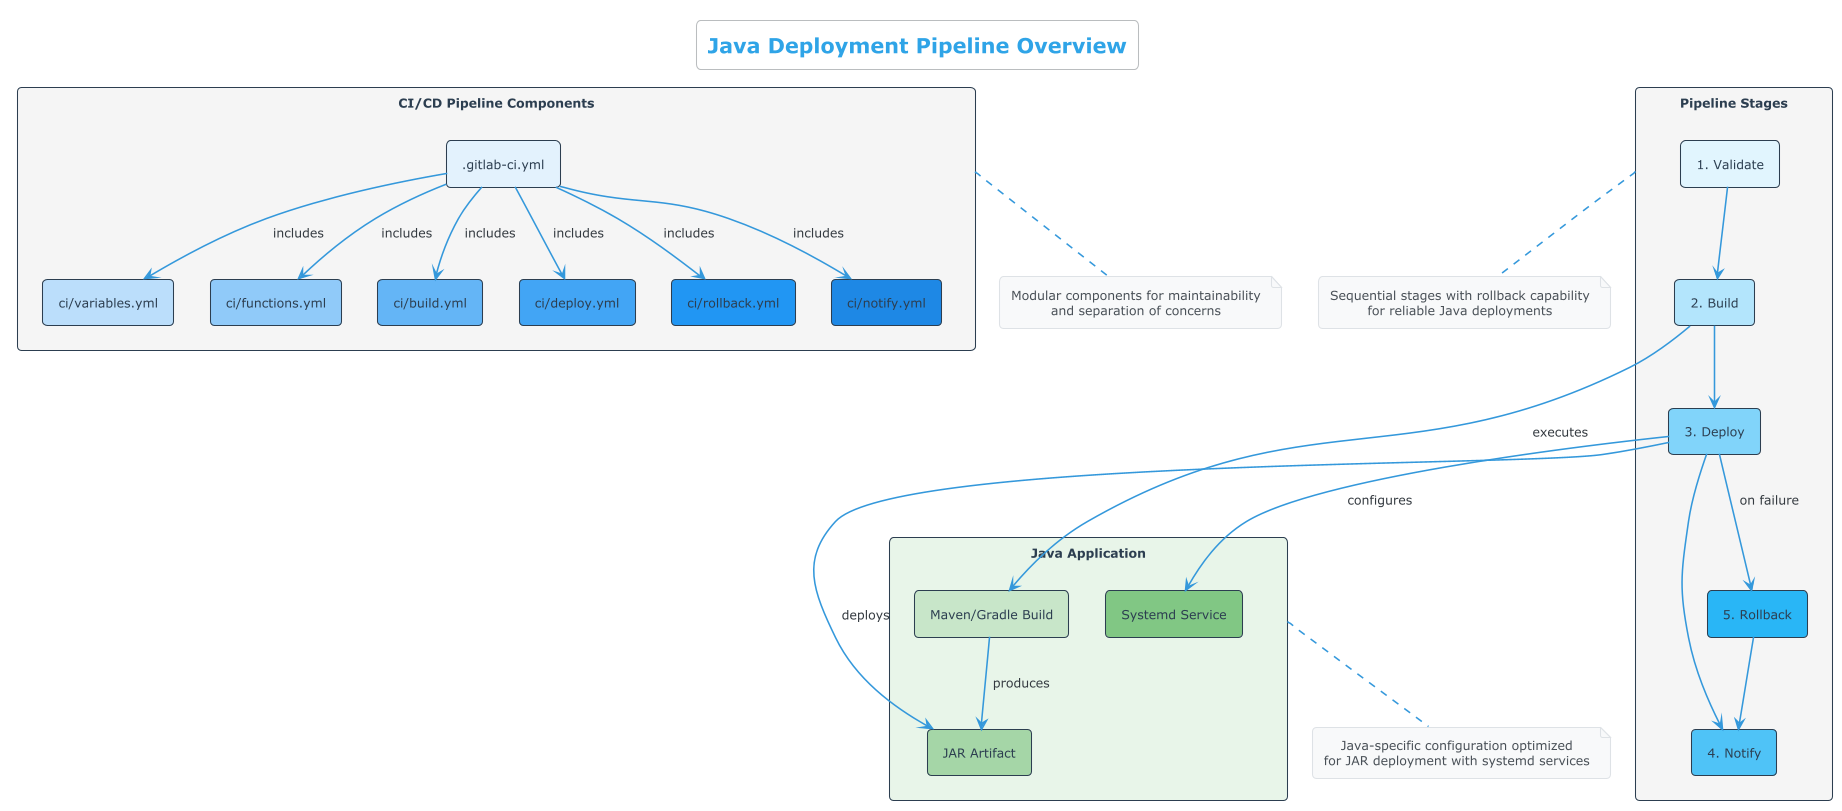 Java Deployment Pipeline Overview
CI/CD Pipeline Components
.gitlab-ci.yml
includes
includes
includes
includes
includes
includes
ci/variables.yml
ci/functions.yml
ci/build.yml
ci/deploy.yml
ci/rollback.yml
ci/notify.yml
Modular components for maintainability
and separation of concerns
Sequential stages with rollback capability
for reliable Java deployments
Pipeline Stages
1. Validate
2. Build
3. Deploy
executes
configures
on failure
deploys
Java Application
Maven/Gradle Build
Systemd Service
produces
JAR Artifact
5. Rollback
4. Notify
Java-specific configuration optimized
for JAR deployment with systemd services